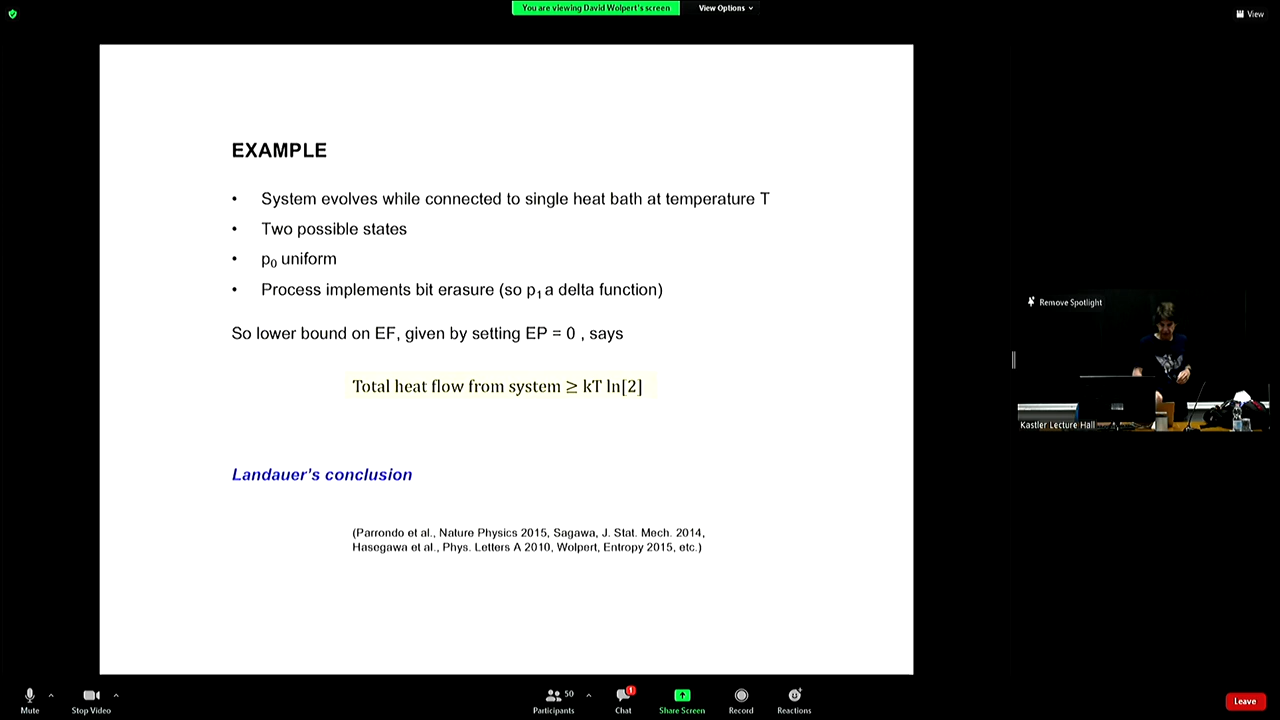 You are viewing David Wolpert's screen
View Options
View
EXAMPLE
• System evolves while connected to single heat bath at temperature T
• Two possible states
• p0 uniform
• Process implements bit erasure (so p1 a delta function)
So lower bound on EF, given by setting EP = 0 , says
Total heat flow from system ≥ kT ln[2]
Landauer's conclusion
(Parrondo et al., Nature Physics 2015, Sagawa, J. Stat. Mech. 2014,
Hasegawa et al., Phys. Letters A 2010, Wolpert, Entropy 2015, etc.)
Remove Spotlight
Kastler Lecture Hall
Mute
Stop Video
50
Participants
1
Chat
Share Screen
Record
Reactions
Leave